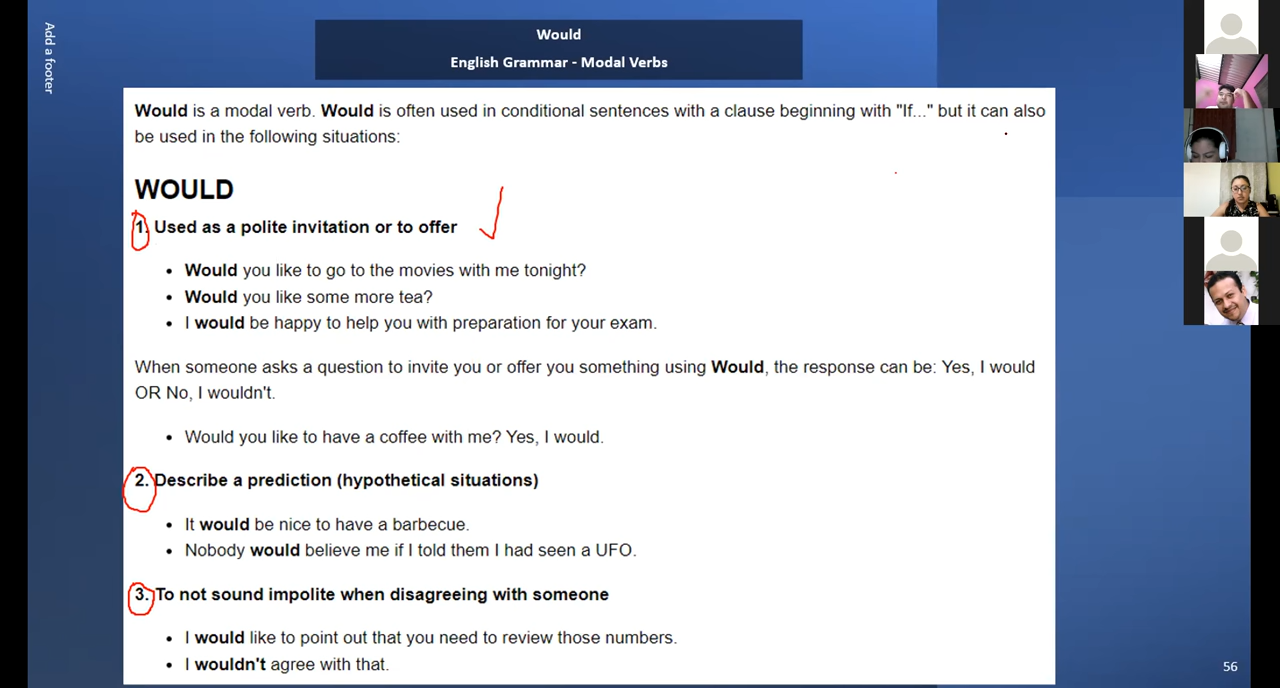 Add a footer
Would
English Grammar - Modal Verbs
Would is a modal verb. Would is often used in conditional sentences with a clause beginning with "If..." but it can also
be used in the following situations:
WOULD
1. Used as a polite invitation or to offer
• Would you like to go to the movies with me tonight?
• Would you like some more tea?
• I would be happy to help you with preparation for your exam.
When someone asks a question to invite you or offer you something using Would, the response can be: Yes, I would
OR No, I wouldn't.
• Would you like to have a coffee with me? Yes, I would.
2. Describe a prediction (hypothetical situations)
• It would be nice to have a barbecue.
• Nobody would believe me if I told them I had seen a UFO.
3. To not sound impolite when disagreeing with someone
• I would like to point out that you need to review those numbers.
• I wouldn't agree with that.
56